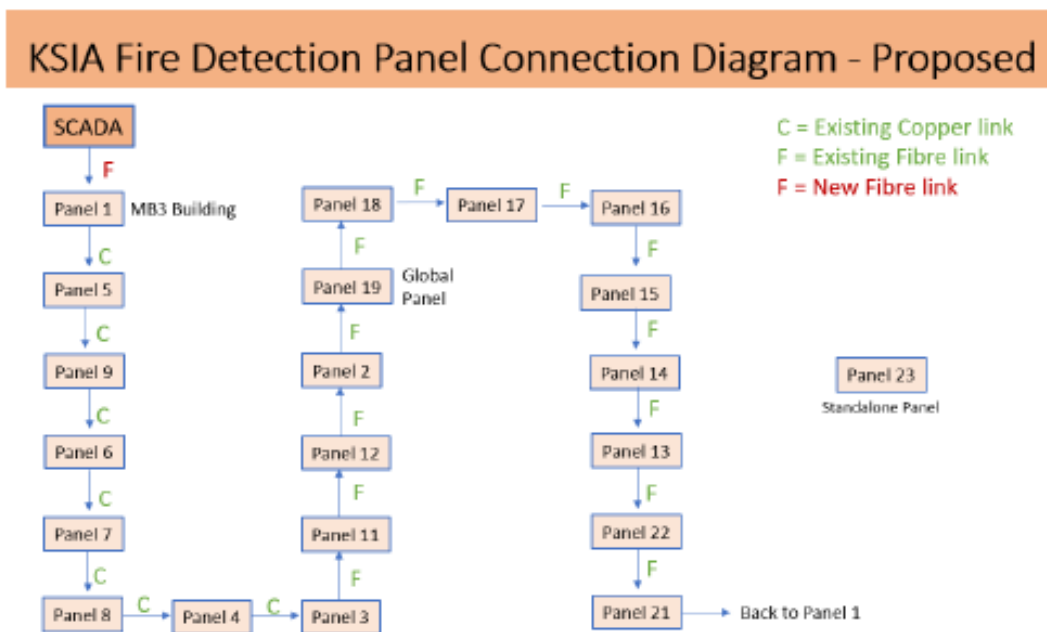 KSIA Fire Detection Panel Connection Diagram - Proposed
SCADA
C = Existing Copper link
F = Existing Fibre link
F = New Fibre link
F
Panel 1
MB3 Building
C
Panel 5
C
Panel 9
C
Panel 6
C
Panel 7
C
Panel 8
C
Panel 4
C
Panel 3
F
Panel 11
F
Panel 12
F
Panel 2
F
Panel 19
Global
Panel
F
Panel 18
F
Panel 17
F
Panel 16
F
Panel 15
F
Panel 14
F
Panel 13
F
Panel 22
F
Panel 21
Back to Panel 1
Panel 23
Standalone Panel